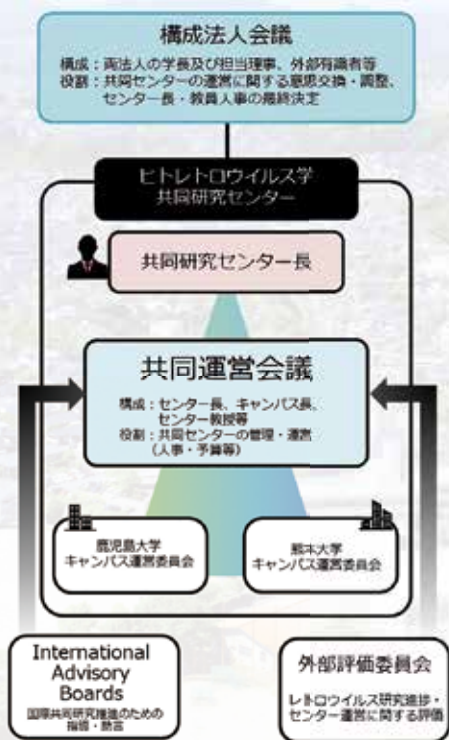 構成法人会議
構成：両法人の学長及び担当理事、外部有識者等
役割：共同センターの運営に関する意思交換・調整、
センター長・教員人事の最終決定
ヒトレトロウイルス学
共同研究センター
共同研究センター長
共同運営会議
構成：センター長、キャンパス長、
センター教授等
役割：共同センターの管理・運営
（人事・予算等）
鹿児島大学
キャンパス運営委員会
熊本大学
キャンパス運営委員会
International
Advisory
Boards
国際共同研究推進のための
指導・助言
外部評価委員会
レトロウイルス研究進捗・
センター運営に関する評価